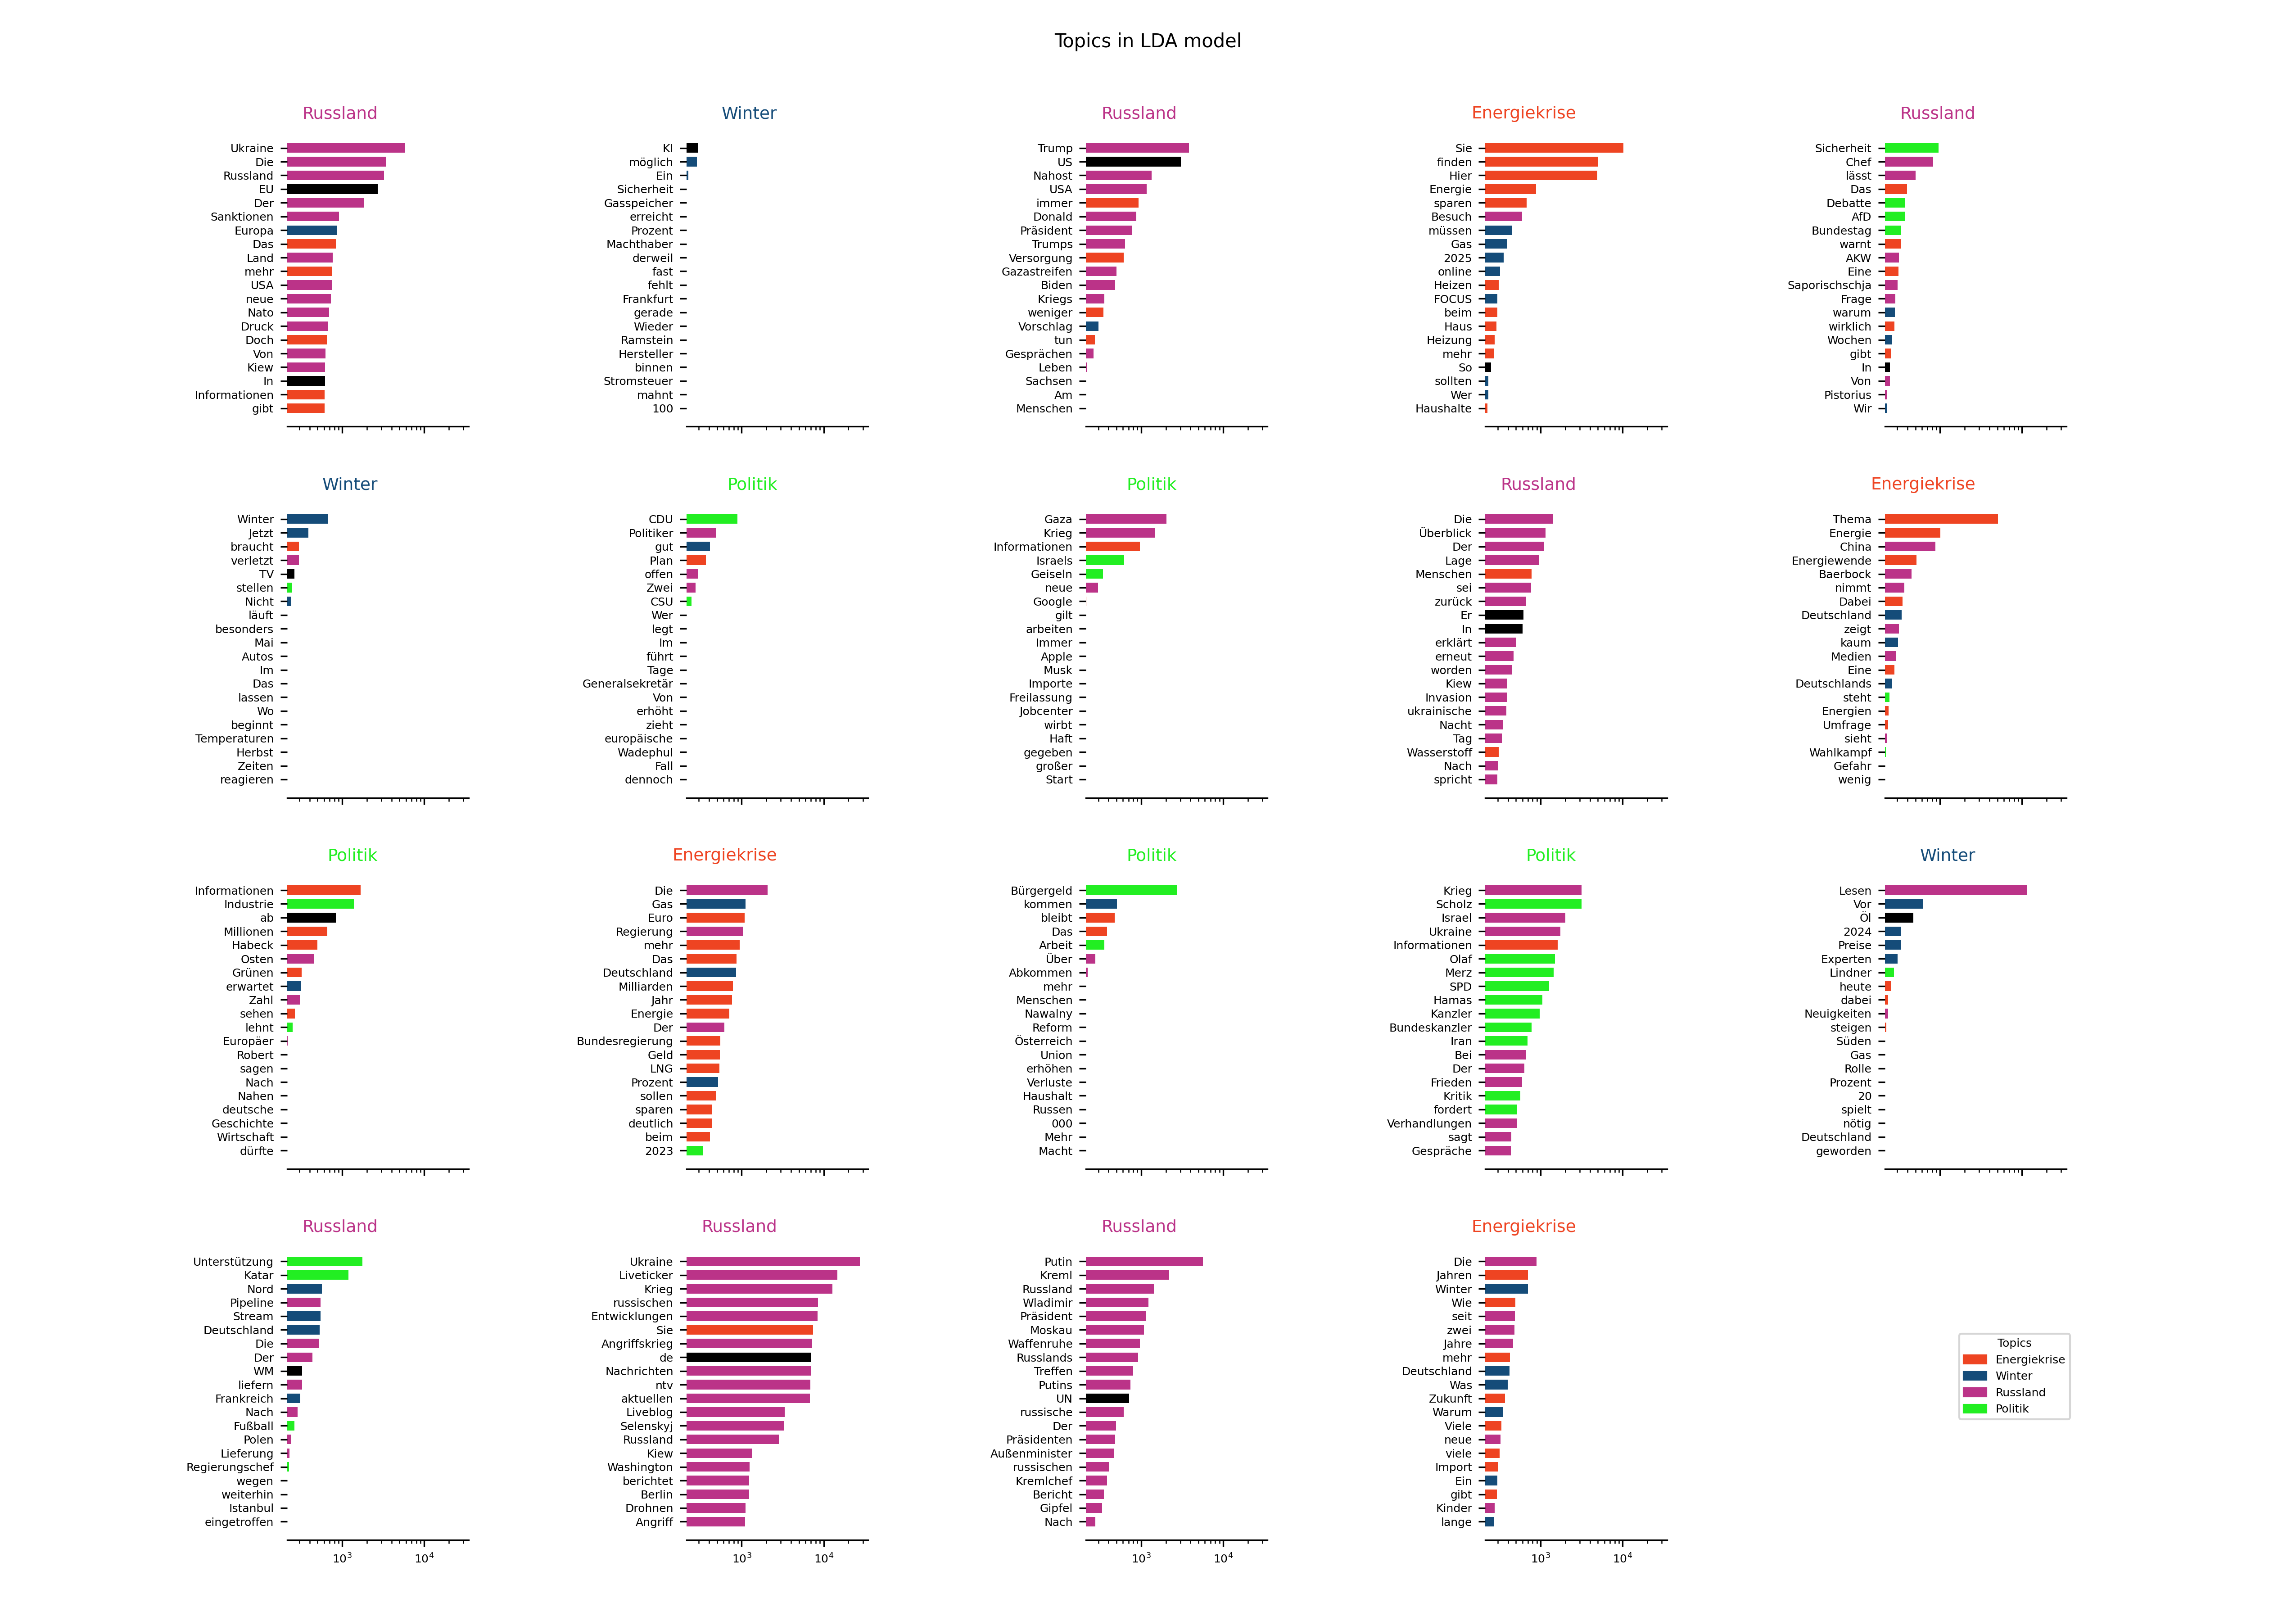 Topics in LDA model
Russland
Ukraine
Die
Russland
EU
Der
Sanktionen
Europa
Das
Land
mehr
USA
neue
Nato
Druck
Doch
Von
Kiew
In
Informationen
gibt
Winter
KI
möglich
Ein
Sicherheit
Gasspeicher
erreicht
Prozent
Machthaber
derweil
fast
fehlt
Frankfurt
gerade
Wieder
Ramstein
Hersteller
binnen
Stromsteuer
mahnt
100
Russland
Trump
US
Nahost
USA
immer
Donald
Präsident
Trumps
Versorgung
Gazastreifen
Biden
Kriegs
weniger
Vorschlag
tun
Gesprächen
Leben
Sachsen
Am
Menschen
Energiekrise
Sie
finden
Hier
Energie
sparen
Besuch
müssen
Gas
2025
online
Heizen
FOCUS
beim
Haus
Heizung
mehr
So
sollten
Wer
Haushalte
Russland
Sicherheit
Chef
lässt
Das
Debatte
AfD
Bundestag
warnt
AKW
Eine
Saporischschja
Frage
warum
wirklich
Wochen
gibt
In
Von
Pistorius
Wir
Winter
Winter
Jetzt
braucht
verletzt
TV
stellen
Nicht
läuft
besonders
Mai
Autos
Im
Das
lassen
Wo
beginnt
Temperaturen
Herbst
Zeiten
reagieren
Politik
CDU
Politiker
gut
Plan
offen
Zwei
CSU
Wer
legt
Im
führt
Tage
Generalsekretär
Von
erhöht
zieht
europäische
Wadephul
Fall
dennoch
Politik
Gaza
Krieg
Informationen
Israels
Geiseln
neue
Google
gilt
arbeiten
Immer
Apple
Musk
Importe
Freilassung
Jobcenter
wirbt
Haft
gegeben
großer
Start
Russland
Die
Überblick
Der
Lage
Menschen
sei
zurück
Er
In
erklärt
erneut
worden
Kiew
Invasion
ukrainische
Nacht
Tag
Wasserstoff
Nach
spricht
Energiekrise
Thema
Energie
China
Energiewende
Baerbock
nimmt
Dabei
Deutschland
zeigt
kaum
Medien
Eine
Deutschlands
steht
Energien
Umfrage
sieht
Wahlkampf
Gefahr
wenig
Politik
Informationen
Industrie
ab
Millionen
Habeck
Osten
Grünen
erwartet
Zahl
sehen
lehnt
Europäer
Robert
sagen
Nach
Nahen
deutsche
Geschichte
Wirtschaft
dürfte
Energiekrise
Die
Gas
Euro
Regierung
mehr
Das
Deutschland
Milliarden
Jahr
Energie
Der
Bundesregierung
Geld
LNG
Prozent
sollen
sparen
deutlich
beim
2023
Politik
Bürgergeld
kommen
bleibt
Das
Arbeit
Über
Abkommen
mehr
Menschen
Nawalny
Reform
Österreich
Union
erhöhen
Verluste
Haushalt
Russen
000
Mehr
Macht
Politik
Krieg
Scholz
Israel
Ukraine
Informationen
Olaf
Merz
SPD
Hamas
Kanzler
Bundeskanzler
Iran
Bei
Der
Frieden
Kritik
fordert
Verhandlungen
sagt
Gespräche
Winter
Lesen
Vor
Öl
2024
Preise
Experten
Lindner
heute
dabei
Neuigkeiten
steigen
Süden
Gas
Rolle
Prozent
20
spielt
nötig
Deutschland
geworden
Russland
Unterstützung
Katar
Nord
Pipeline
Stream
Deutschland
Die
Der
WM
liefern
Frankreich
Nach
Fußball
Polen
Lieferung
Regierungschef
wegen
weiterhin
Istanbul
eingetroffen
10³ 10⁴
Russland
Ukraine
Liveticker
Krieg
russischen
Entwicklungen
Sie
Angriffskrieg
de
Nachrichten
ntv
aktuellen
Liveblog
Selenskyj
Russland
Kiew
Washington
berichtet
Berlin
Drohnen
Angriff
10³ 10⁴
Russland
Putin
Kreml
Russland
Wladimir
Präsident
Moskau
Waffenruhe
Russlands
Treffen
Putins
UN
russische
Der
Präsidenten
Außenminister
russischen
Kremlchef
Bericht
Gipfel
Nach
10³ 10⁴
Energiekrise
Die
Jahren
Winter
Wie
seit
zwei
Jahre
mehr
Deutschland
Was
Zukunft
Warum
Viele
neue
viele
Import
Ein
gibt
Kinder
lange
10³ 10⁴
Topics
Energiekrise
Winter
Russland
Politik